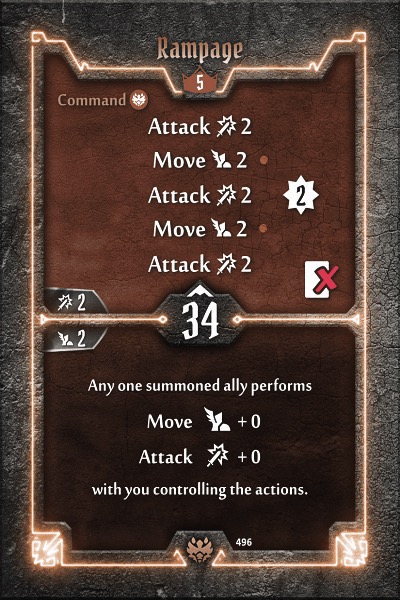 Rampage
5
Command
Attack 2
Move 2
Attack 2
2
Move 2
Attack 2
2
34
2
Any one summoned ally performs
Move + 0
Attack + 0
with you controlling the actions.
496